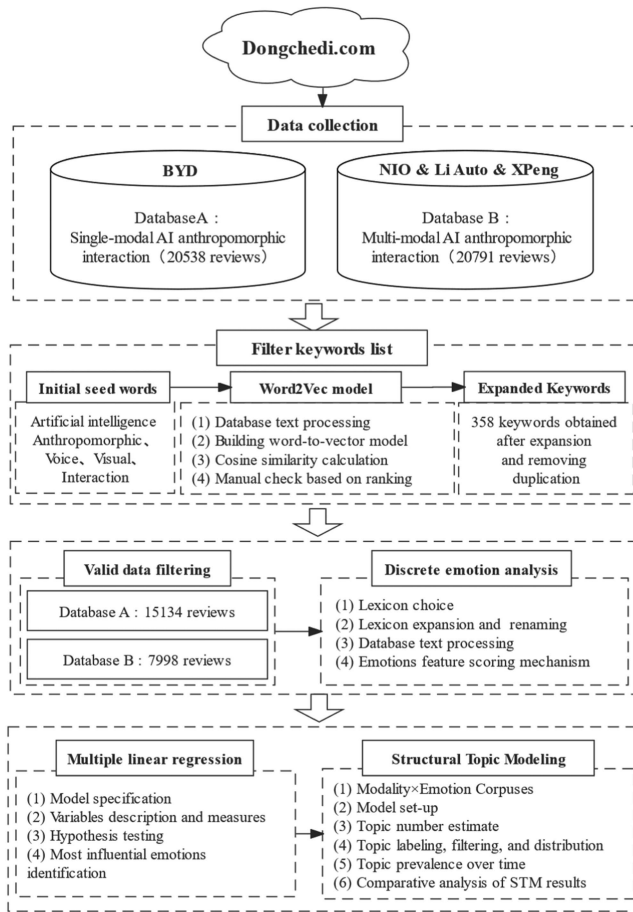 Dongchedi.com
Data collection
BYD
DatabaseA：
Single-modal AI anthropomorphic
interaction（20538 reviews）
NIO & Li Auto & XPeng
Database B：
Multi-modal AI anthropomorphic
interaction（20791 reviews）
Filter keywords list
Initial seed words
Artificial intelligence
Anthropomorphic、
Voice、Visual、
Interaction
Word2Vec model
(1) Database text processing
(2) Building word-to-vector model
(3) Cosine similarity calculation
(4) Manual check based on ranking
Expanded Keywords
358 keywords obtained
after expansion
and removing
duplication
Valid data filtering
Database A：15134 reviews
Database B：7998 reviews
Discrete emotion analysis
(1) Lexicon choice
(2) Lexicon expansion and renaming
(3) Database text processing
(4) Emotions feature scoring mechanism
Multiple linear regression
(1) Model specification
(2) Variables description and measures
(3) Hypothesis testing
(4) Most influential emotions
identification
Structural Topic Modeling
(1) Modality×Emotion Corpuses
(2) Model set-up
(3) Topic number estimate
(4) Topic labeling, filtering, and distribution
(5) Topic prevalence over time
(6) Comparative analysis of STM results